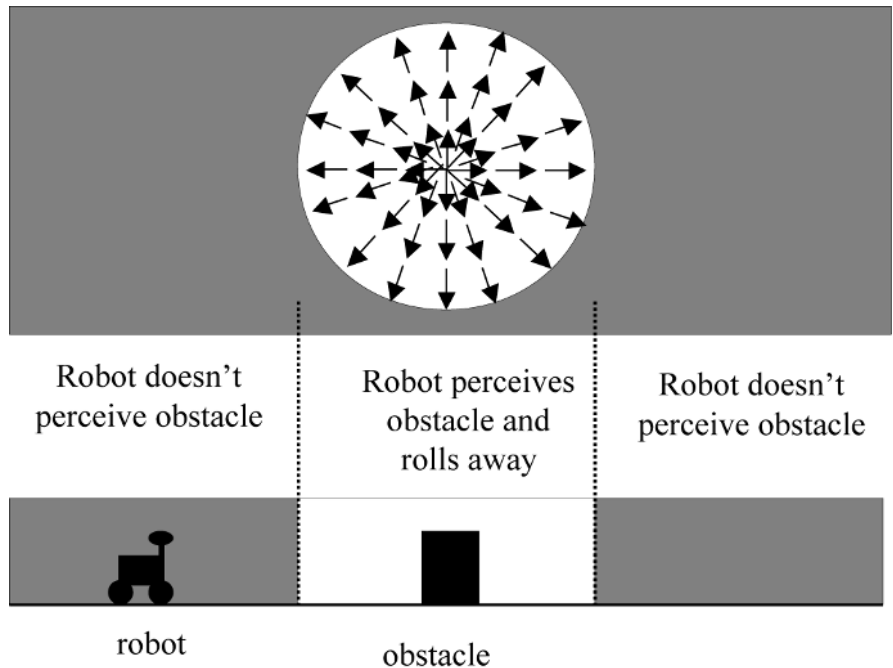 Robot doesn't
perceive obstacle
Robot perceives
obstacle and
rolls away
Robot doesn't
perceive obstacle
robot
obstacle